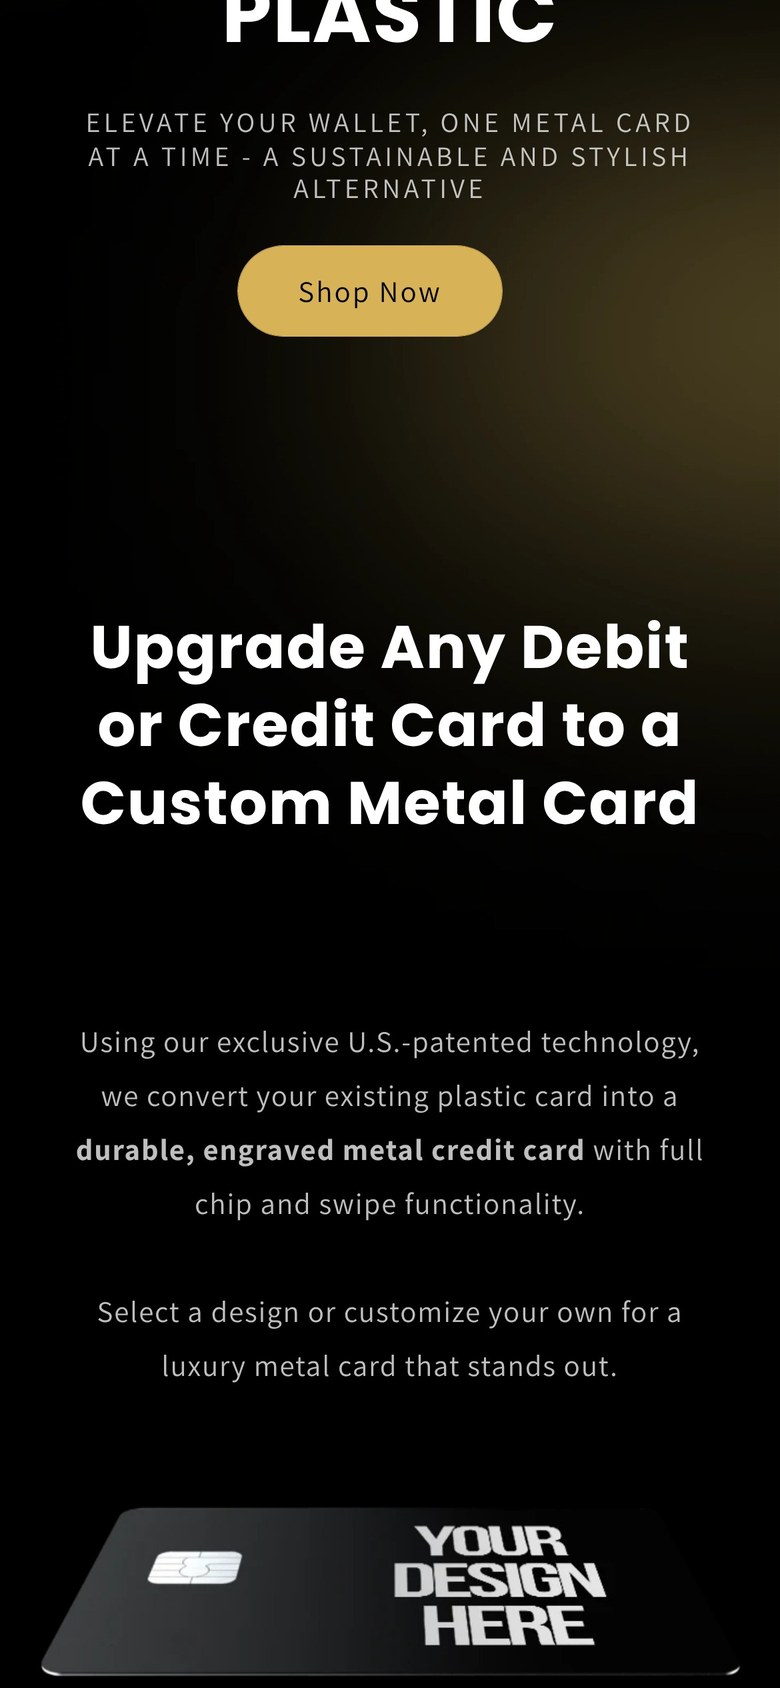 PLASTIC
ELEVATE YOUR WALLET, ONE METAL CARD
AT A TIME - A SUSTAINABLE AND STYLISH
ALTERNATIVE
Shop Now
Upgrade Any Debit
or Credit Card to a
Custom Metal Card
Using our exclusive U.S.-patented technology,
we convert your existing plastic card into a
durable, engraved metal credit card with full
chip and swipe functionality.
Select a design or customize your own for a
luxury metal card that stands out.
YOUR
DESIGN
HERE